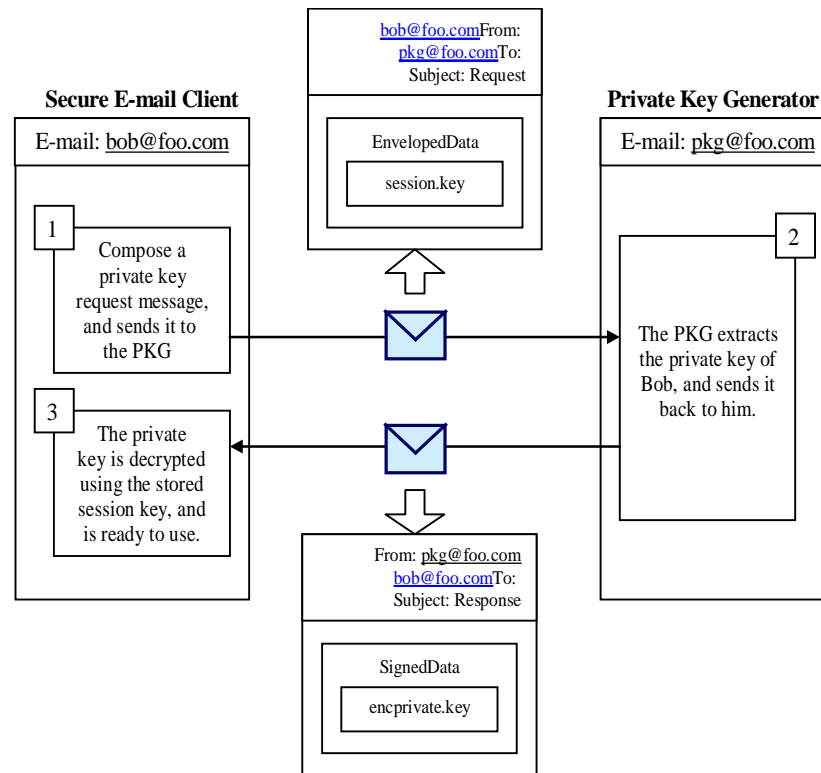 bob@foo.comFrom:
pkg@foo.comTo:
Subject: Request
Secure E-mail Client
Private Key Generator
E-mail: bob@foo.com
EnvelopedData
session.key
E-mail: pkg@foo.com
1
Compose a
private key
request message,
and sends it to
the PKG
2
The PKG extracts
the private key of
Bob, and sends it
back to him.
3
The private
key is decrypted
using the stored
session key, and
is ready to use.
From: pkg@foo.com
bob@foo.comTo:
Subject: Response
SignedData
encprivate.key